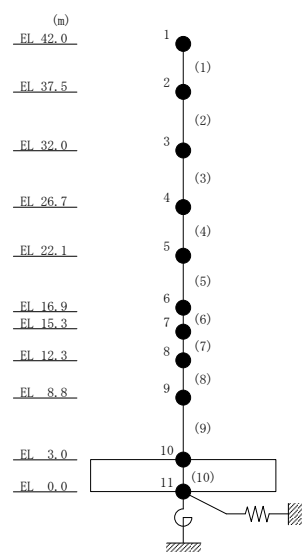 (m)
EL 42.0 1
(1)
EL 37.5 2
(2)
EL 32.0 3
(3)
EL 26.7 4
(4)
EL 22.1 5
(5)
EL 16.9 6
(6)
EL 15.3 7
(7)
EL 12.3 8
(8)
EL 8.8 9
(9)
EL 3.0 10
(10)
EL 0.0 11